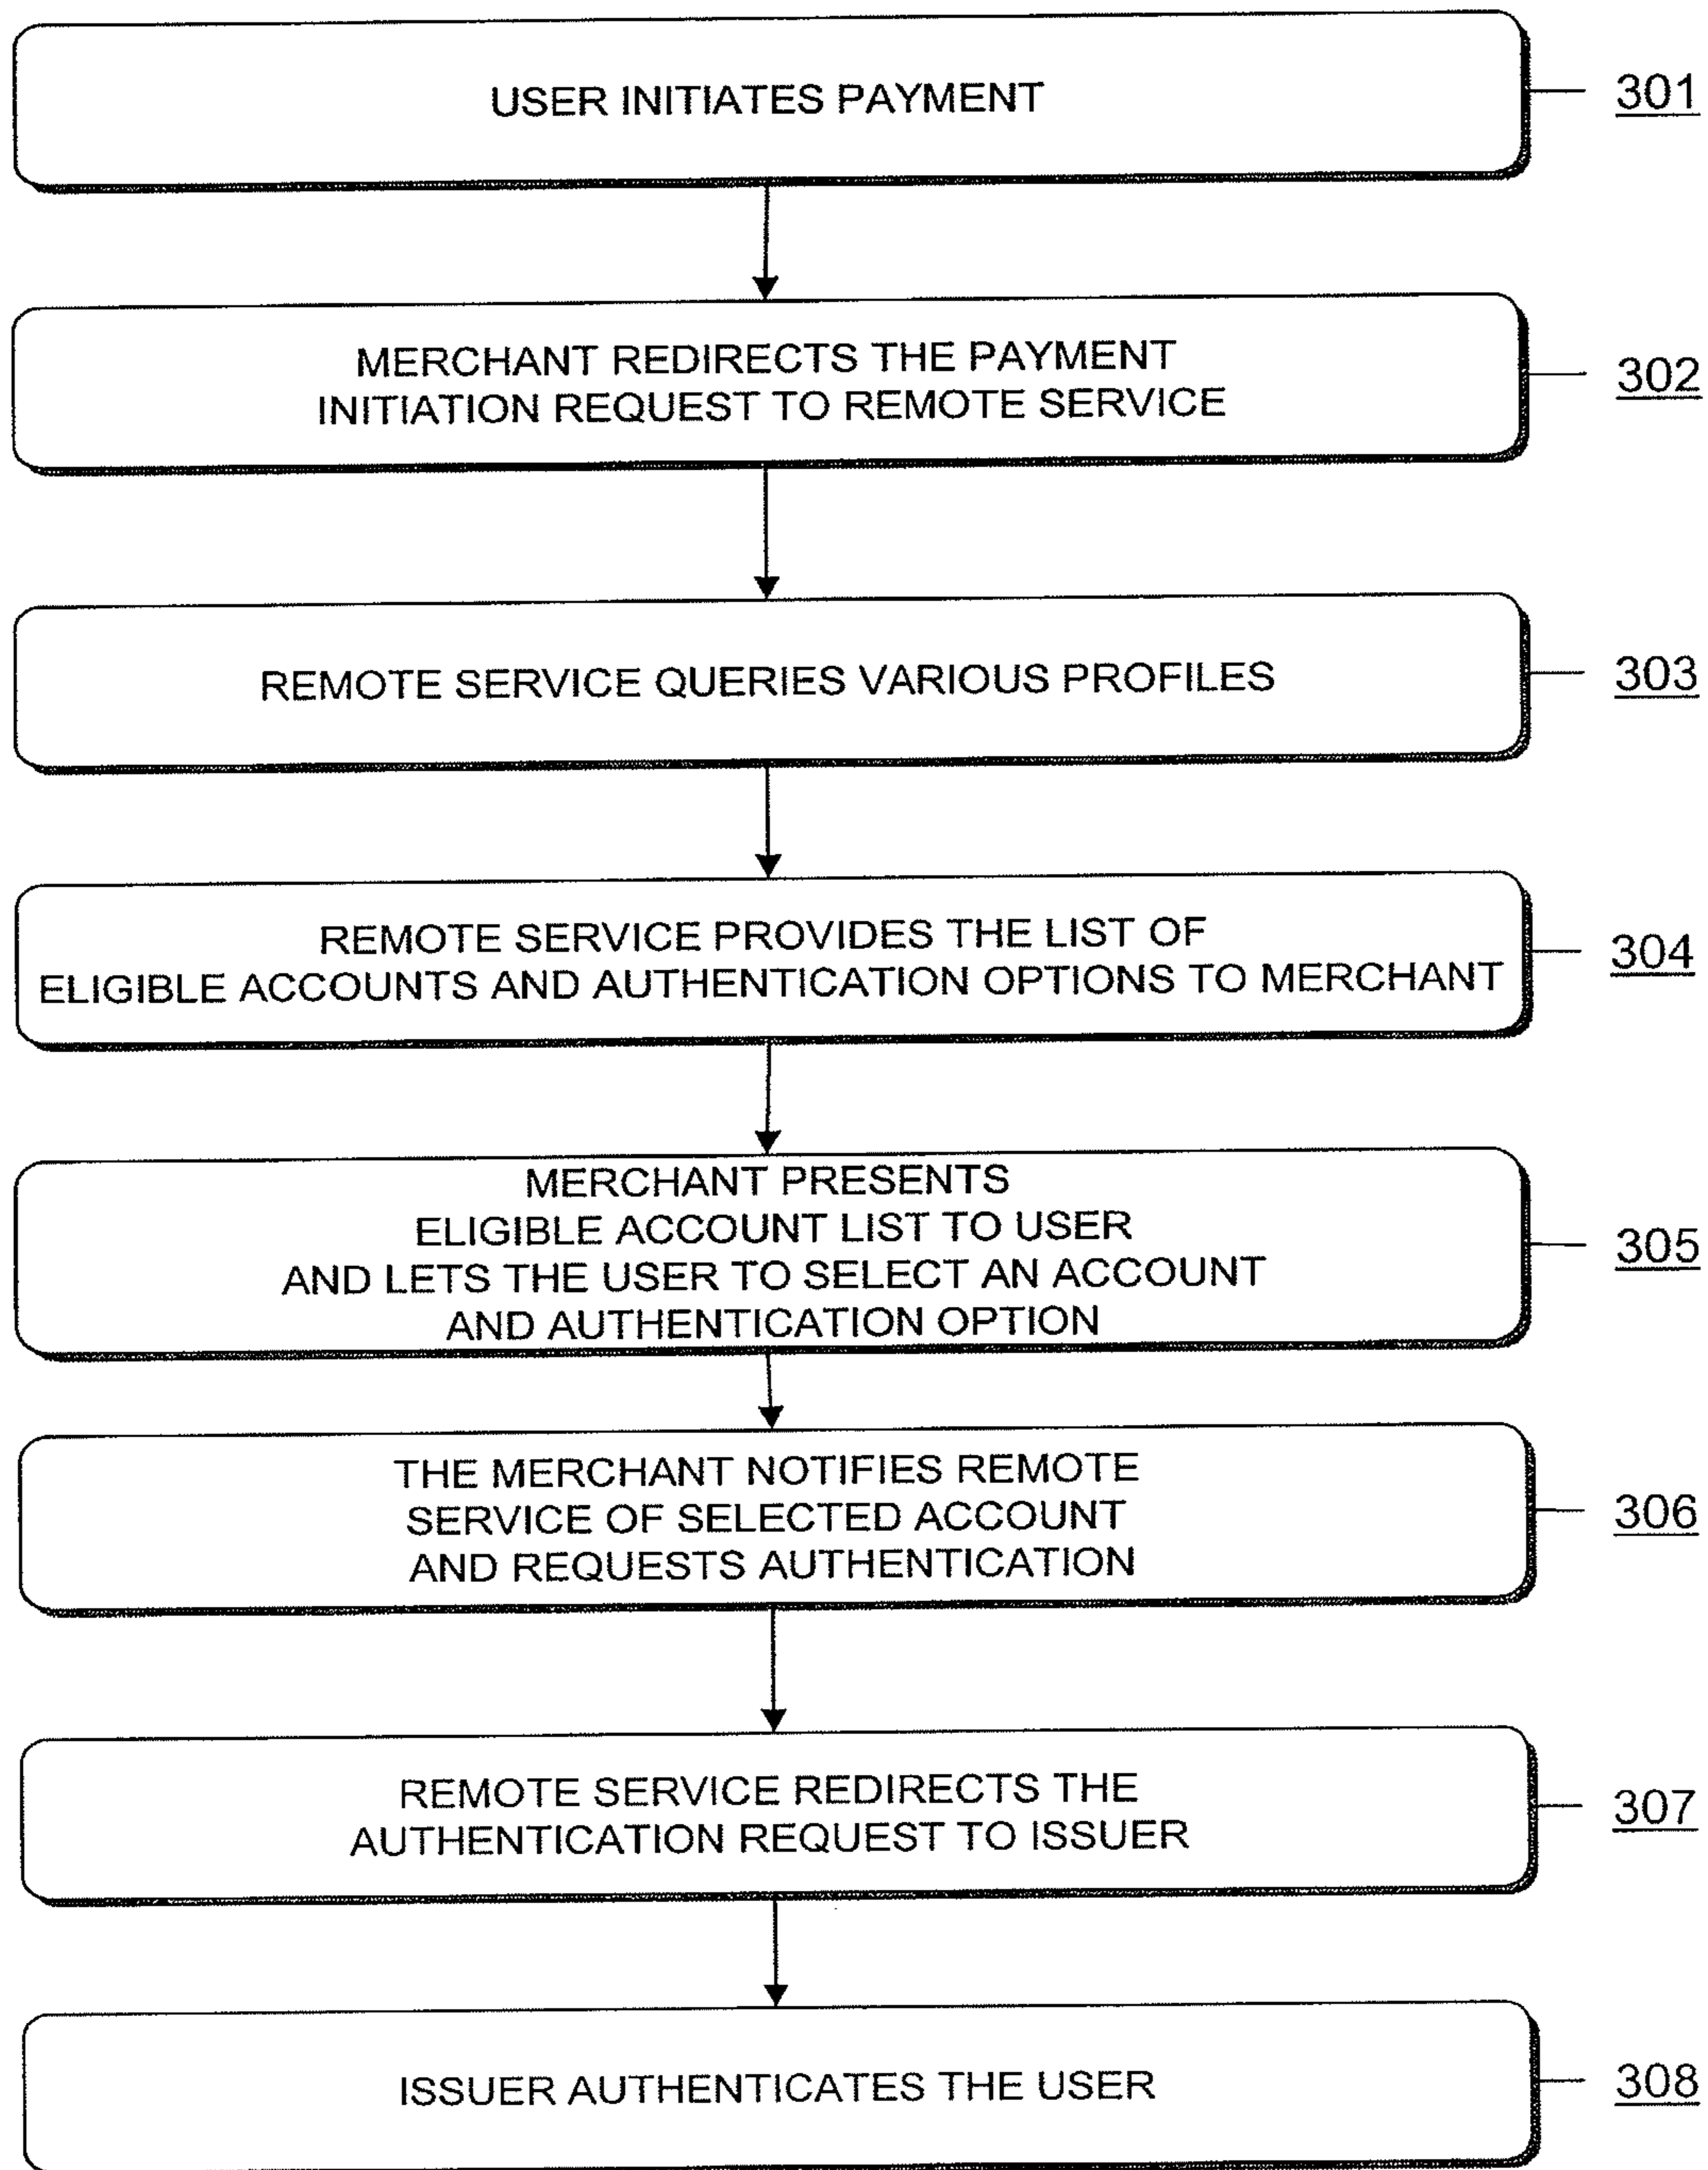 USER INITIATES PAYMENT
301
MERCHANT REDIRECTS THE PAYMENT
INITIATION REQUEST TO REMOTE SERVICE
302
REMOTE SERVICE QUERIES VARIOUS PROFILES
303
REMOTE SERVICE PROVIDES THE LIST OF
ELIGIBLE ACCOUNTS AND AUTHENTICATION OPTIONS TO MERCHANT
304
MERCHANT PRESENTS
ELIGIBLE ACCOUNT LIST TO USER
AND LETS THE USER TO SELECT AN ACCOUNT
AND AUTHENTICATION OPTION
305
THE MERCHANT NOTIFIES REMOTE
SERVICE OF SELECTED ACCOUNT
AND REQUESTS AUTHENTICATION
306
REMOTE SERVICE REDIRECTS THE
AUTHENTICATION REQUEST TO ISSUER
307
ISSUER AUTHENTICATES THE USER
308